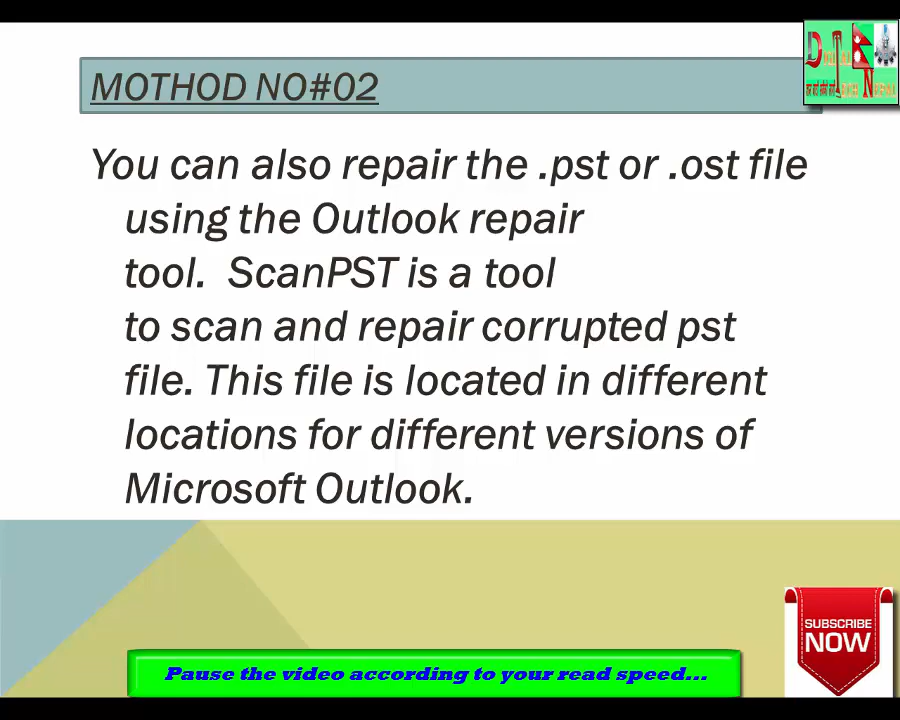 MOTHOD NO#02
You can also repair the .pst or .ost file
using the Outlook repair
tool.  ScanPST is a tool
to scan and repair corrupted pst
file. This file is located in different
locations for different versions of
Microsoft Outlook.
SUBSCRIBE
NOW
Pause the video according to your read speed...